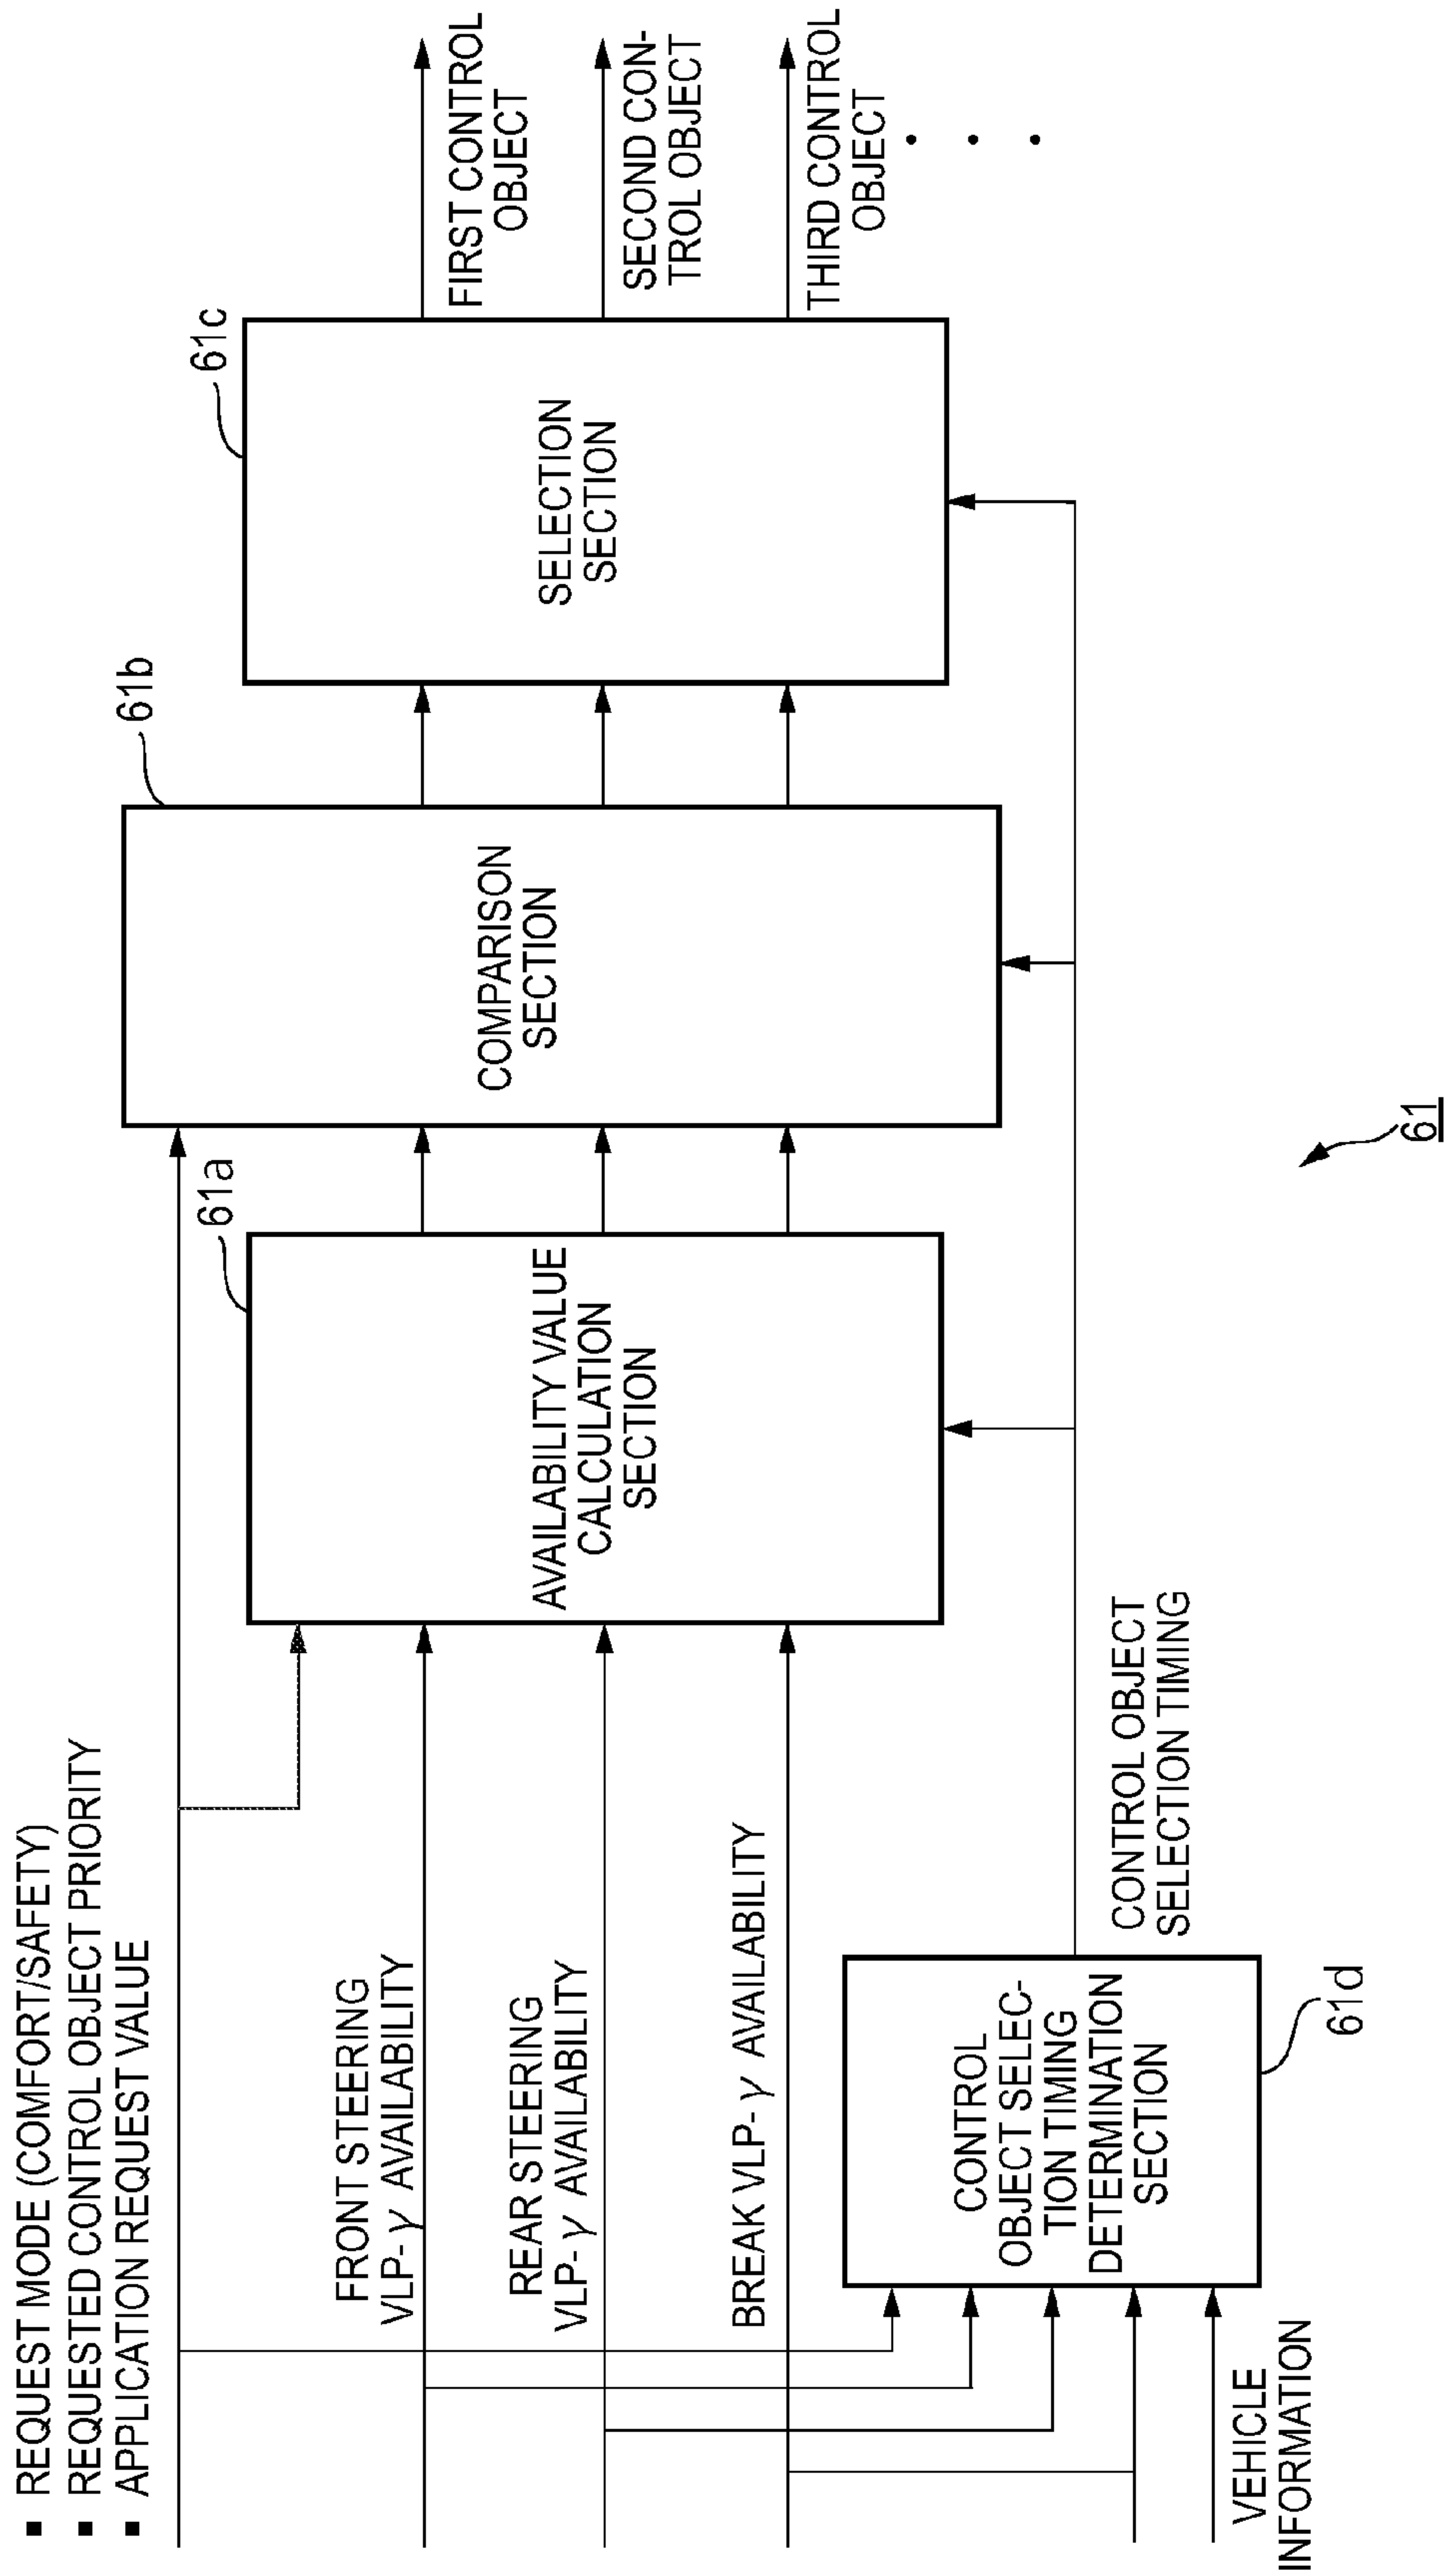 ▪ REQUEST MODE (COMFORT/SAFETY)
▪ REQUESTED CONTROL OBJECT PRIORITY
▪ APPLICATION REQUEST VALUE
FRONT STEERING
VLP-γ AVAILABILITY
REAR STEERING
VLP-γ AVAILABILITY
BREAK VLP-γ AVAILABILITY
VEHICLE
INFORMATION
CONTROL
OBJECT SELEC-
TION TIMING
DETERMINATION
SECTION
61d
CONTROL OBJECT
SELECTION TIMING
61a
AVAILABILITY VALUE
CALCULATION
SECTION
61b
COMPARISON
SECTION
61c
SELECTION
SECTION
FIRST CONTROL
OBJECT
SECOND CON-
TROL OBJECT
THIRD CONTROL
OBJECT
• • •
61